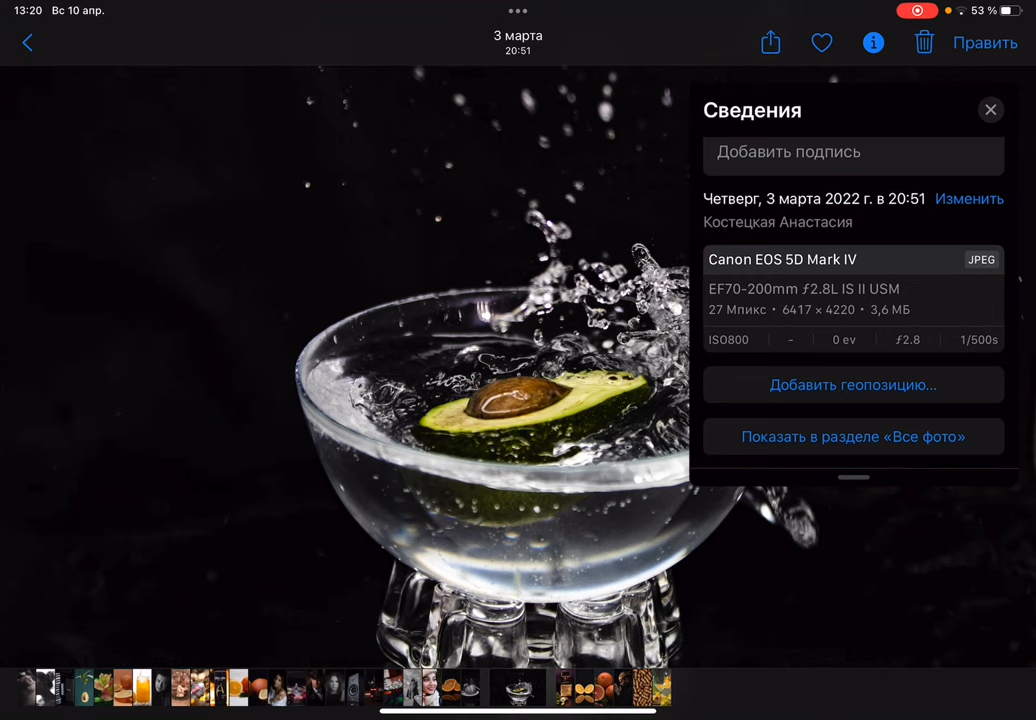 13:20 Вс 10 апр.
53 %
3 марта
20:51
Править
Сведения
Добавить подпись
Четверг, 3 марта 2022 г. в 20:51 Изменить
Костецкая Анастасия
Canon EOS 5D Mark IV JPEG
EF70-200mm ƒ2.8L IS II USM
27 Мпикс • 6417 × 4220 • 3,6 МБ
ISO800 - 0 ev ƒ2.8 1/500s
Добавить геопозицию...
Показать в разделе «Все фото»